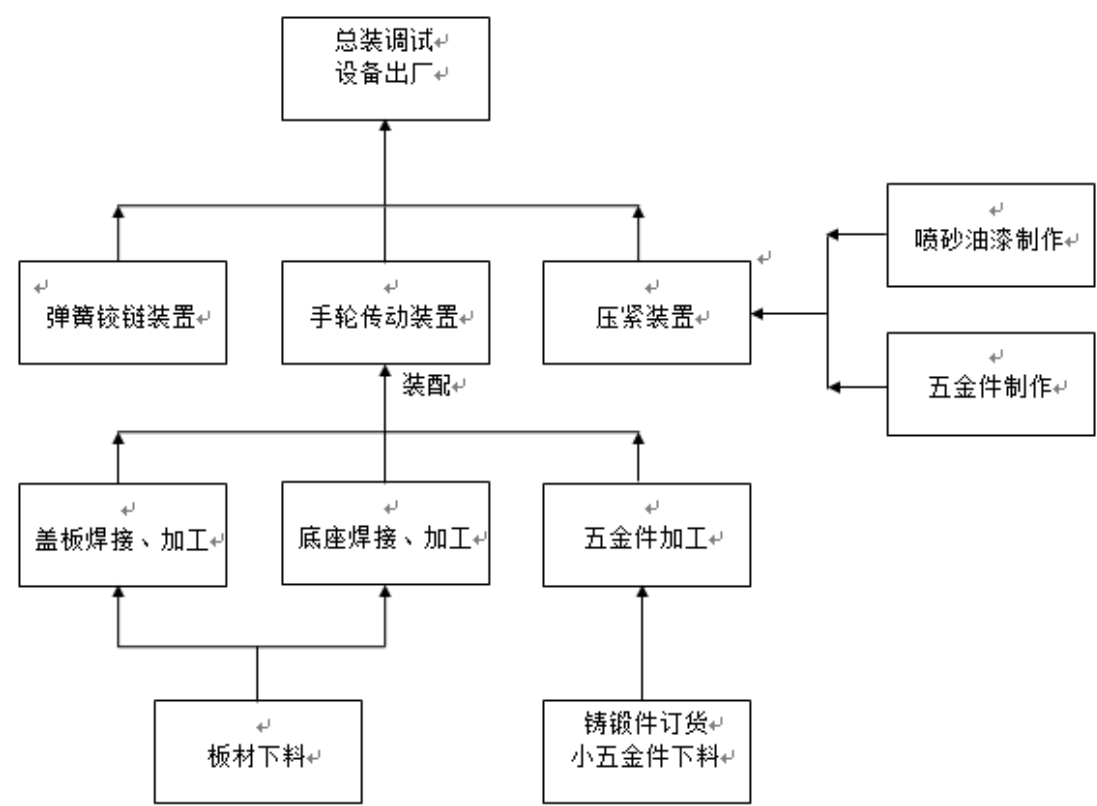 总装调试
设备出厂
喷砂油漆制作
弹簧铰链装置
手轮传动装置
压紧装置
五金件制作
装配
盖板焊接、加工
底座焊接、加工
五金件加工
板材下料
铸锻件订货
小五金件下料